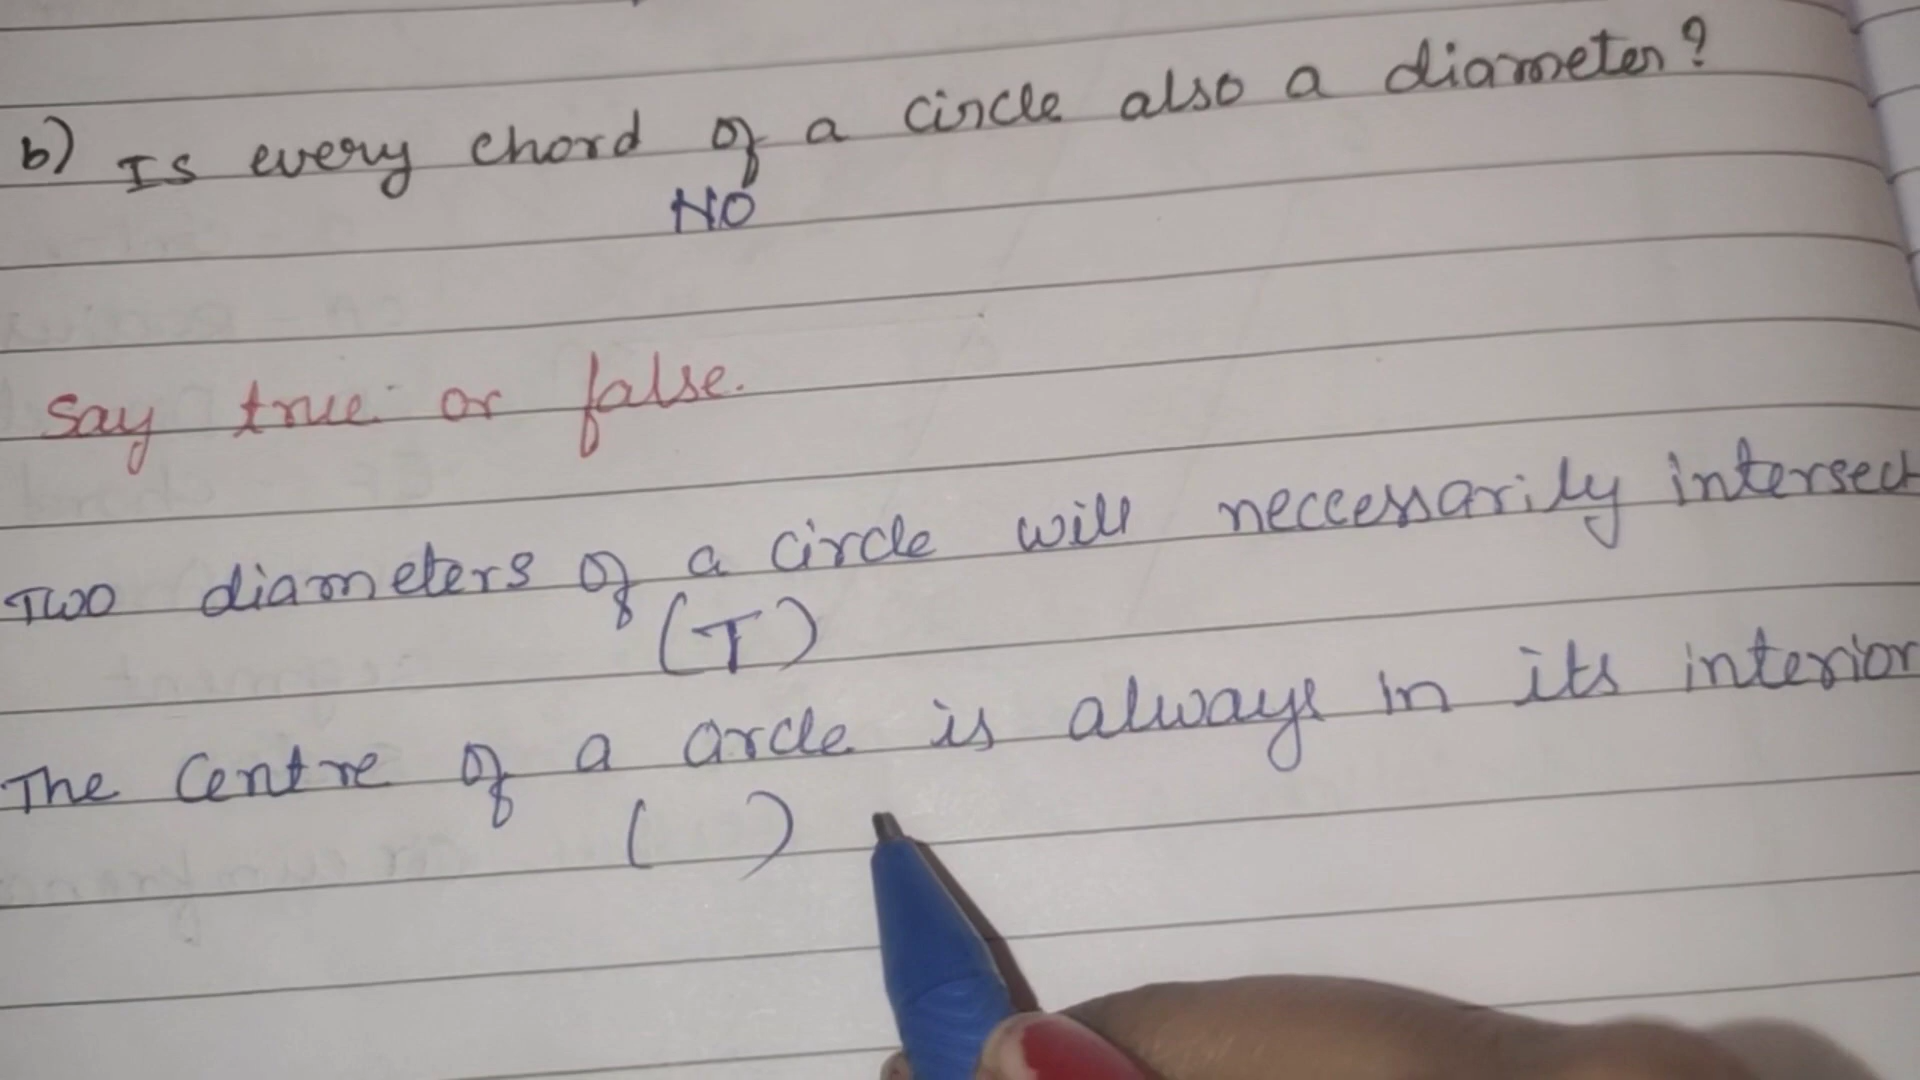 b) Is every chord of a circle also a diameter?
NO
Say true or false.
Two diameters of a circle will neccessarily intersect
(T)
The Centre of a circle is always in its interior
( )